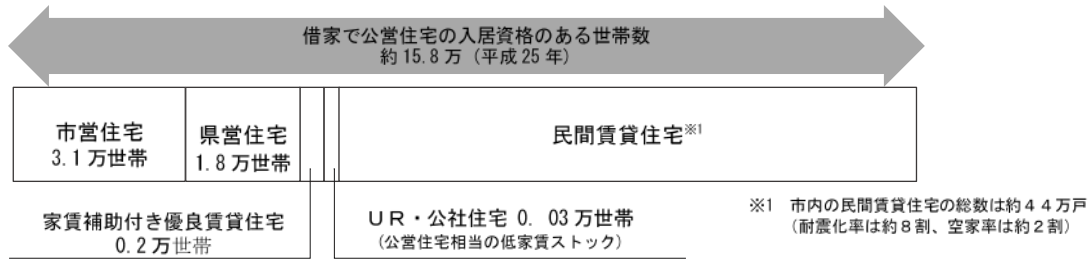 借家で公営住宅の入居資格のある世帯数
約15.8万（平成25年）
市営住宅
3.1万世帯
県営住宅
1.8万世帯
民間賃貸住宅※1
家賃補助付き優良賃貸住宅
0.2万世帯
ＵＲ・公社住宅 0. 03万世帯
（公営住宅相当の低家賃ストック）
※1　市内の民間賃貸住宅の総数は約４４万戸
（耐震化率は約８割、空家率は約２割）